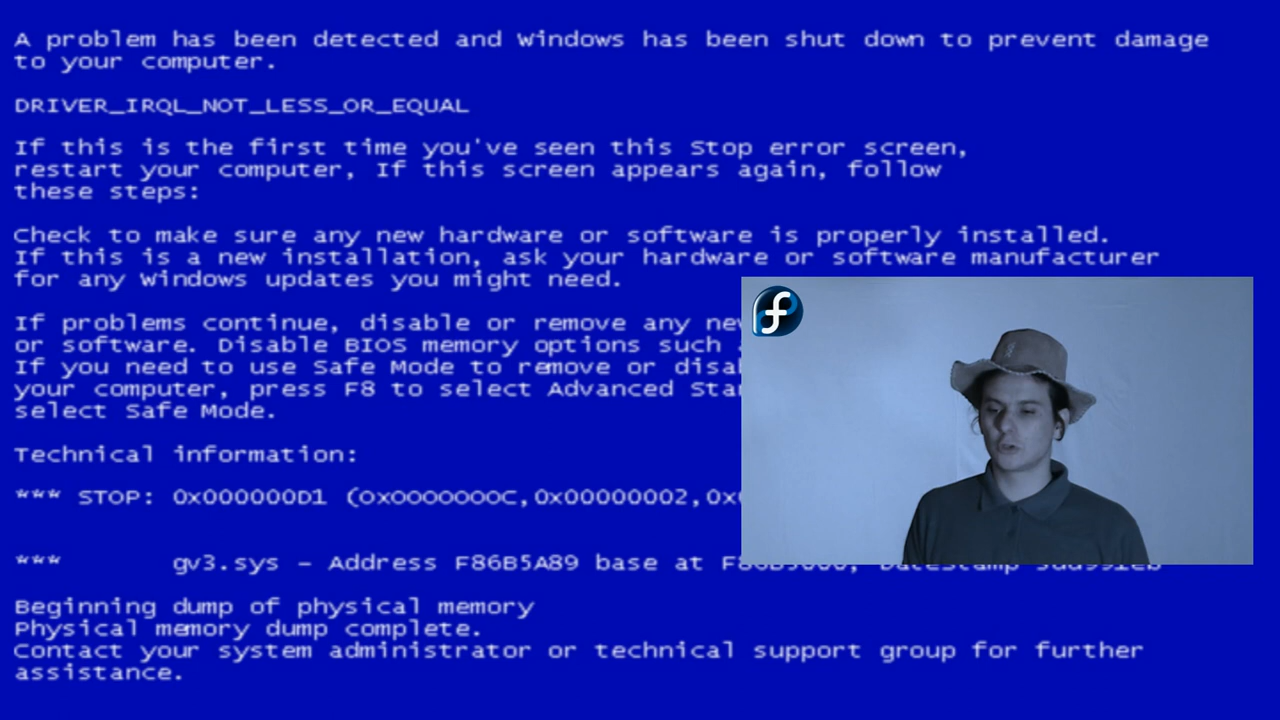 A problem has been detected and Windows has been shut down to prevent damage
to your computer.
DRIVER_IRQL_NOT_LESS_OR_EQUAL
If this is the first time you've seen this Stop error screen,
restart your computer, If this screen appears again, follow
these steps:
Check to make sure any new hardware or software is properly installed.
If this is a new installation, ask your hardware or software manufacturer
for any Windows updates you might need.
If problems continue, disable or remove any
or software. Disable BIOS memory options such
If you need to use Safe Mode to remove or
your computer, press F8 to select Advanced
select Safe Mode.
Technical information:
*** STOP: 0x000000D1 (0x0000000C,0x00000002,
*** gv3.sys – Address F86B5A89 base at
Beginning dump of physical memory
Physical memory dump complete.
Contact your system administrator or technical support group for further
assistance.